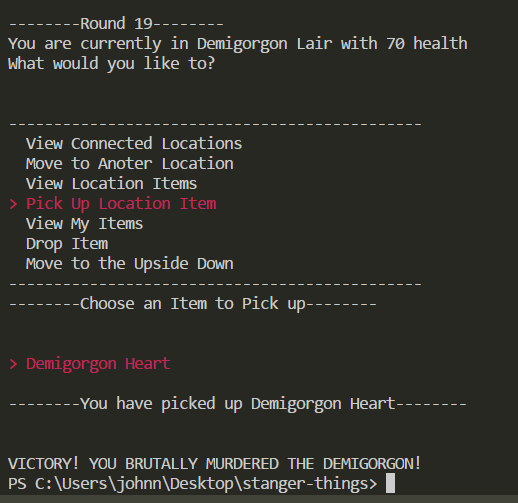 --------Round 19--------
You are currently in Demigorgon Lair with 70 health
What would you like to?
----------------------------------------------
View Connected Locations
Move to Anoter Location
View Location Items
> Pick Up Location Item
View My Items
Drop Item
Move to the Upside Down
----------------------------------------------
--------Choose an Item to Pick up--------
> Demigorgon Heart
--------You have picked up Demigorgon Heart--------
VICTORY! YOU BRUTALLY MURDERED THE DEMIGORGON!
PS C:\Users\johnn\Desktop\stanger-things>